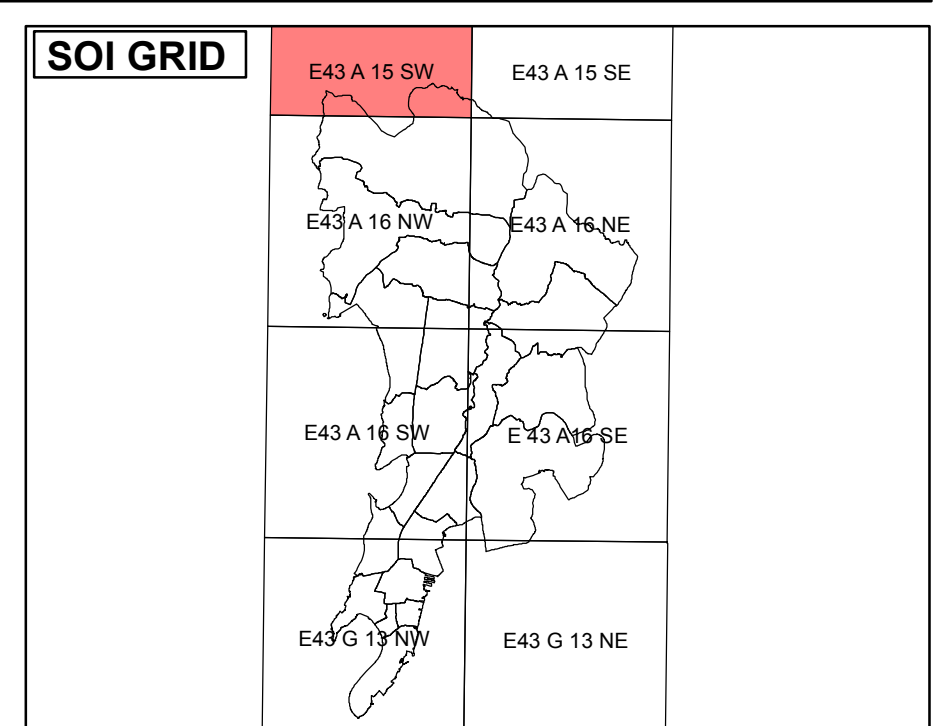 SOI GRID
E43 A 15 SW
E43 A 15 SE
E43 A 16 NW
E43 A 16 NE
E43 A 16 SW
E 43 A16 SE
E43 G 13 NW
E43 G 13 NE